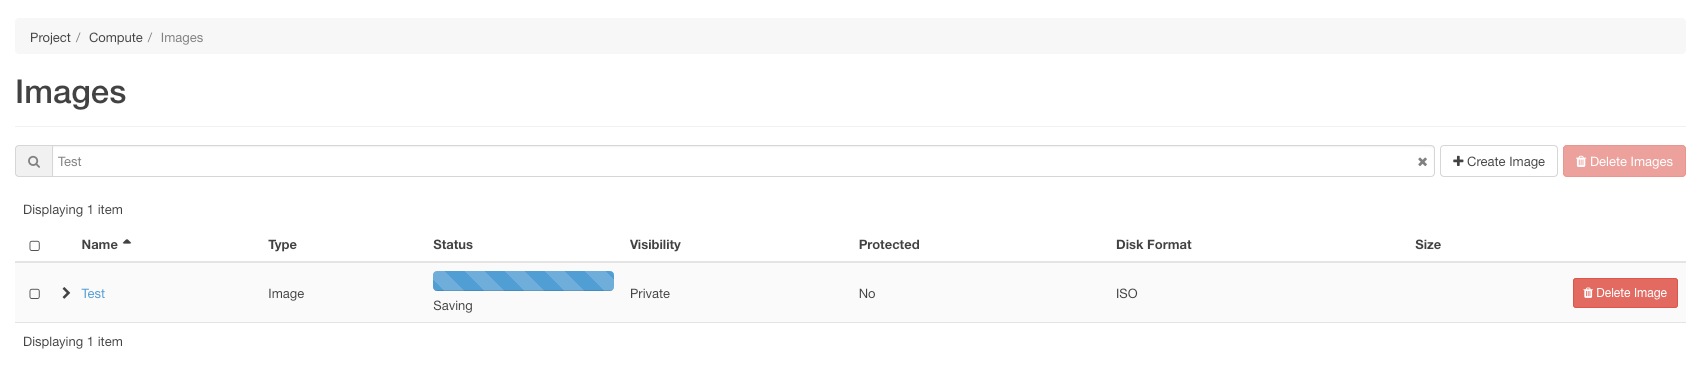 Project / Compute / Images
Images
Test
Create Image
Delete Images
Displaying 1 item
Name Type Status Visibility Protected Disk Format Size
Test Image Saving Private No ISO Delete Image
Displaying 1 item